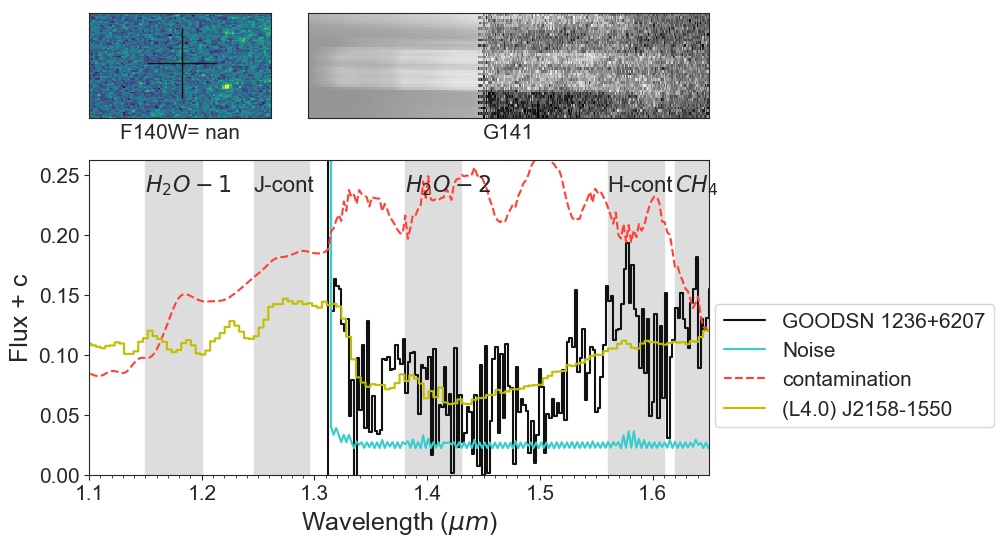 F140W= nan
G141
H₂O − 1
J-cont
H₂O − 2
H-cont
CH₄
0.25
0.20
0.15
0.10
0.05
0.00
Flux + c
1.1
1.2
1.3
1.4
1.5
1.6
Wavelength (μm)
GOODSN 1236+6207
Noise
contamination
(L4.0) J2158-1550